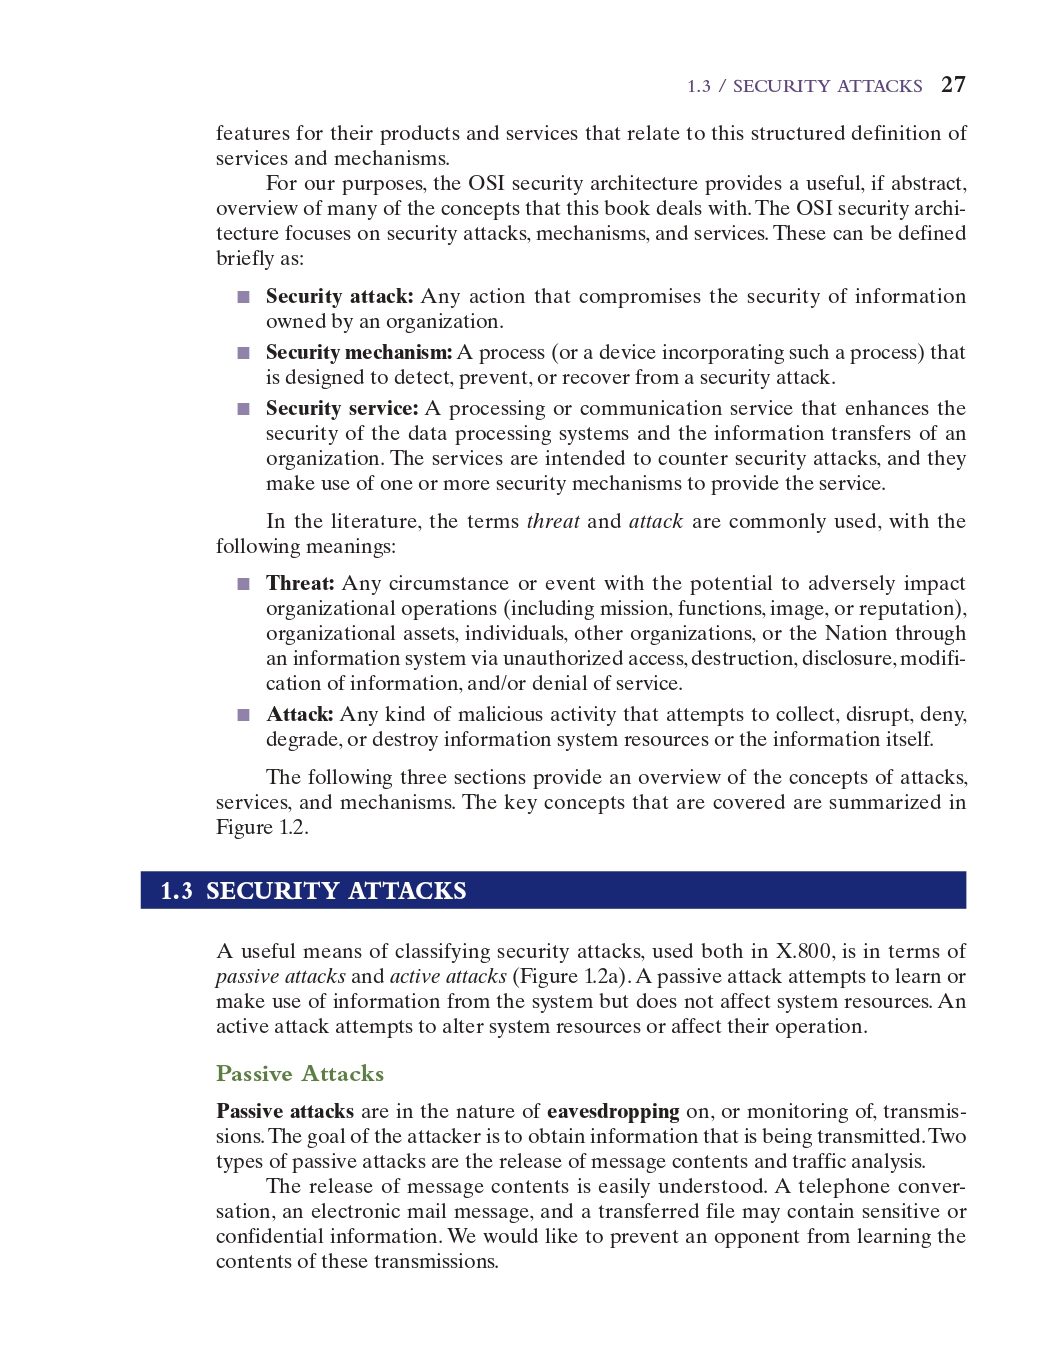 1.3 / SECURITY ATTACKS 27
features for their products and services that relate to this structured definition of
services and mechanisms.
For our purposes, the OSI security architecture provides a useful, if abstract,
overview of many of the concepts that this book deals with. The OSI security archi-
tecture focuses on security attacks, mechanisms, and services. These can be defined
briefly as:
■ Security attack: Any action that compromises the security of information
owned by an organization.
■ Security mechanism: A process (or a device incorporating such a process) that
is designed to detect, prevent, or recover from a security attack.
■ Security service: A processing or communication service that enhances the
security of the data processing systems and the information transfers of an
organization. The services are intended to counter security attacks, and they
make use of one or more security mechanisms to provide the service.
In the literature, the terms threat and attack are commonly used, with the
following meanings:
■ Threat: Any circumstance or event with the potential to adversely impact
organizational operations (including mission, functions, image, or reputation),
organizational assets, individuals, other organizations, or the Nation through
an information system via unauthorized access, destruction, disclosure, modifi-
cation of information, and/or denial of service.
■ Attack: Any kind of malicious activity that attempts to collect, disrupt, deny,
degrade, or destroy information system resources or the information itself.
The following three sections provide an overview of the concepts of attacks,
services, and mechanisms. The key concepts that are covered are summarized in
Figure 1.2.
1.3 SECURITY ATTACKS
A useful means of classifying security attacks, used both in X.800, is in terms of
passive attacks and active attacks (Figure 1.2a). A passive attack attempts to learn or
make use of information from the system but does not affect system resources. An
active attack attempts to alter system resources or affect their operation.
Passive Attacks
Passive attacks are in the nature of eavesdropping on, or monitoring of, transmis-
sions. The goal of the attacker is to obtain information that is being transmitted. Two
types of passive attacks are the release of message contents and traffic analysis.
The release of message contents is easily understood. A telephone conver-
sation, an electronic mail message, and a transferred file may contain sensitive or
confidential information. We would like to prevent an opponent from learning the
contents of these transmissions.